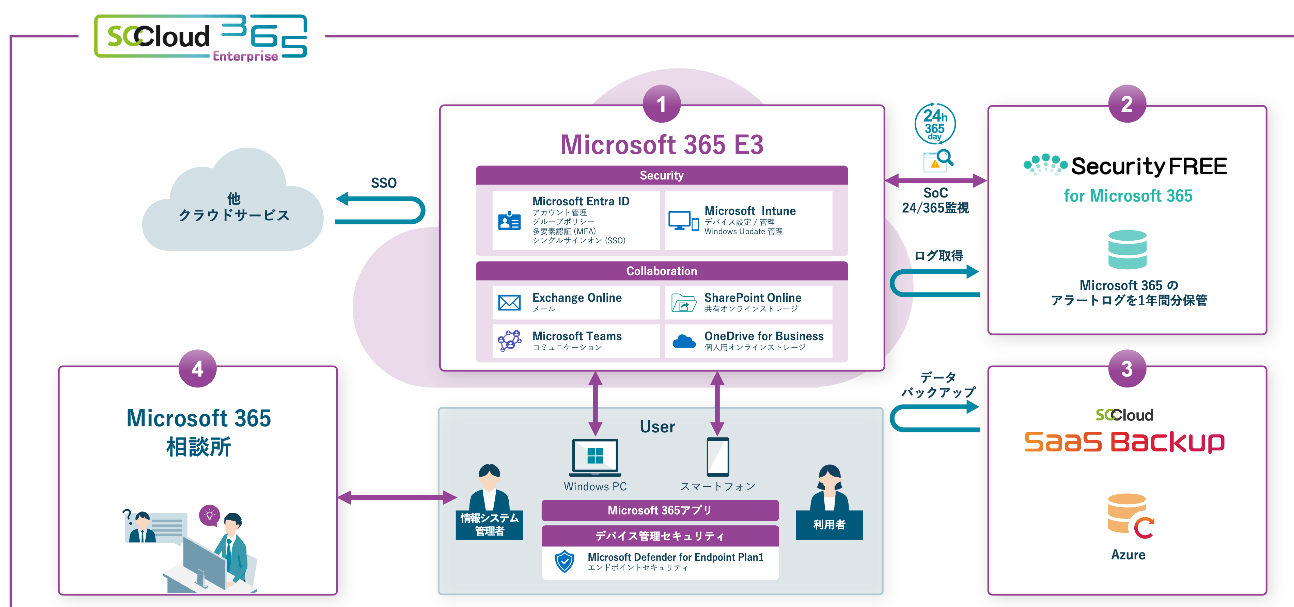 SCCloud 365
Enterprise
1
Microsoft 365 E3
Security
Microsoft Entra ID
アカウント管理
グループポリシー
多要素認証 (MFA)
シングルサインオン (SSO)
Microsoft Intune
デバイス設定 / 管理
Windows Update 管理
Collaboration
Exchange Online
メール
SharePoint Online
共有オンラインストレージ
Microsoft Teams
コミュニケーション
OneDrive for Business
個人用オンラインストレージ
他
クラウドサービス
SSO
24h
365
day
SoC
24/365監視
ログ取得
2
Security FREE
for Microsoft 365
Microsoft 365 の
アラートログを1年間分保管
データ
バックアップ
3
SCCloud
SaaS Backup
Azure
4
Microsoft 365
相談所
?
User
Windows PC
スマートフォン
情報システム
管理者
Microsoft 365アプリ
デバイス管理セキュリティ
Microsoft Defender for Endpoint Plan1
エンドポイントセキュリティ
利用者